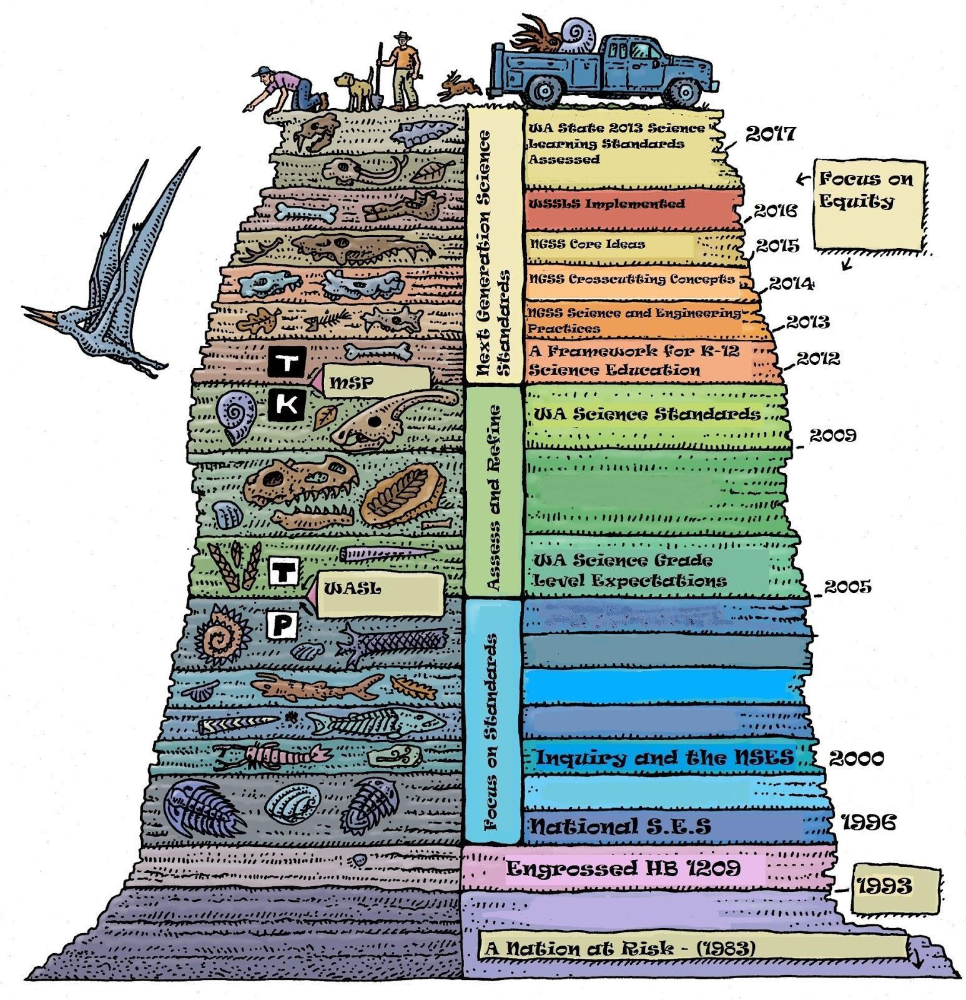 WA State 2013 Science
Learning Standards
Assessed
2017
Focus on
Equity
WSSLS Implemented
2016
NGSS Core Ideas
2015
NGSS Crosscutting Concepts
2014
NGSS Science and Engineering
Practices
2013
A Framework for K-12
Science Education
2012
Next Generation Science
Standards
T
MSP
K
WA Science Standards
2009
Assess and Refine
WA Science Grade
Level Expectations
2005
T
WASL
P
Focus on Standards
Inquiry and the NSES
2000
National S.E.S
1996
Engrossed HB 1209
1993
A Nation at Risk - (1983)